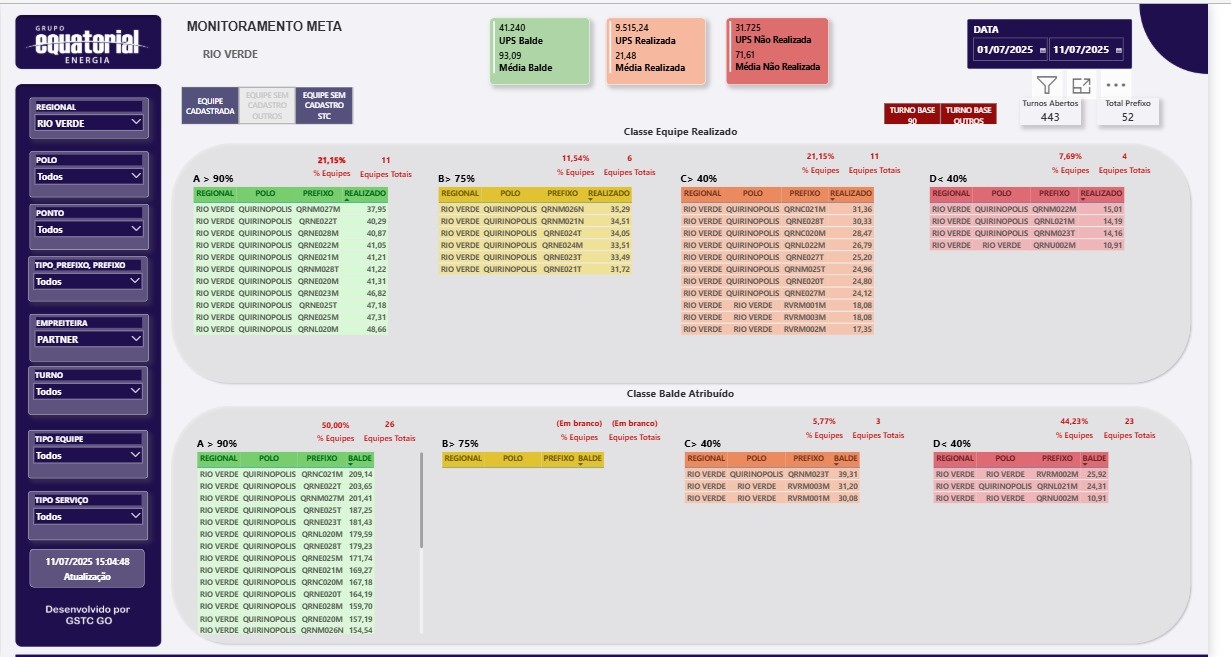 GRUPO
equatorial
ENERGIA
MONITORAMENTO META
RIO VERDE
41.240
UPS Balde
93,09
Média Balde
9.515,24
UPS Realizada
21,48
Média Realizada
31.725
UPS Não Realizada
71,61
Média Não Realizada
DATA
01/07/2025 11/07/2025
REGIONAL
RIO VERDE
POLO
Todos
PONTO
Todos
TIPO_PREFIXO, PREFIXO
Todos
EMPREITEIRA
PARTNER
TURNO
Todos
TIPO EQUIPE
Todos
TIPO SERVIÇO
Todos
11/07/2025 15:04:48
Atualização
Desenvolvido por
GSTC GO
EQUIPE
CADASTRADA
EQUIPE SEM
CADASTRO
OUTROS
EQUIPE SEM
CADASTRO
STC
TURNO BASE
90
TURNO BASE
OUTROS
Turnos Abertos
443
Total Prefixo
52
Classe Equipe Realizado
21,15% 11
% Equipes Equipes Totais
A > 90%
REGIONAL POLO PREFIXO REALIZADO
RIO VERDE QUIRINOPOLIS QRNM027M 37,95
RIO VERDE QUIRINOPOLIS QRNE022T 40,29
RIO VERDE QUIRINOPOLIS QRNE028M 40,87
RIO VERDE QUIRINOPOLIS QRNE022M 41,05
RIO VERDE QUIRINOPOLIS QRNE021M 41,21
RIO VERDE QUIRINOPOLIS QRNM028T 41,22
RIO VERDE QUIRINOPOLIS QRNE020M 41,31
RIO VERDE QUIRINOPOLIS QRNE023M 46,82
RIO VERDE QUIRINOPOLIS QRNE025T 47,18
RIO VERDE QUIRINOPOLIS QRNE025M 47,31
RIO VERDE QUIRINOPOLIS QRNL020M 48,66
11,54% 6
% Equipes Equipes Totais
B> 75%
REGIONAL POLO PREFIXO REALIZADO
RIO VERDE QUIRINOPOLIS QRNM026N 35,29
RIO VERDE QUIRINOPOLIS QRNM021N 34,51
RIO VERDE QUIRINOPOLIS QRNE024T 34,05
RIO VERDE QUIRINOPOLIS QRNE024M 33,51
RIO VERDE QUIRINOPOLIS QRNE023T 33,49
RIO VERDE QUIRINOPOLIS QRNE021T 31,72
21,15% 11
% Equipes Equipes Totais
C> 40%
REGIONAL POLO PREFIXO REALIZADO
RIO VERDE QUIRINOPOLIS QRNC021M 31,36
RIO VERDE QUIRINOPOLIS QRNE028T 30,33
RIO VERDE QUIRINOPOLIS QRNC020M 28,47
RIO VERDE QUIRINOPOLIS QRNL022M 26,79
RIO VERDE QUIRINOPOLIS QRNE027T 25,20
RIO VERDE QUIRINOPOLIS QRNM025T 24,96
RIO VERDE QUIRINOPOLIS QRNE020T 24,80
RIO VERDE QUIRINOPOLIS QRNE027M 24,12
RIO VERDE RIO VERDE RVRM001M 18,08
RIO VERDE RIO VERDE RVRM003M 18,08
RIO VERDE RIO VERDE RVRM002M 17,35
7,69% 4
% Equipes Equipes Totais
D< 40%
REGIONAL POLO PREFIXO REALIZADO
RIO VERDE QUIRINOPOLIS QRNM022M 15,01
RIO VERDE QUIRINOPOLIS QRNL021M 14,19
RIO VERDE QUIRINOPOLIS QRNM023T 14,16
RIO VERDE RIO VERDE QRNU002M 10,91
Classe Balde Atribuído
50,00% 26
% Equipes Equipes Totais
A > 90%
REGIONAL POLO PREFIXO BALDE
RIO VERDE QUIRINOPOLIS QRNC021M 209,14
RIO VERDE QUIRINOPOLIS QRNE022T 203,65
RIO VERDE QUIRINOPOLIS QRNM027M 201,41
RIO VERDE QUIRINOPOLIS QRNE025T 187,25
RIO VERDE QUIRINOPOLIS QRNE023T 181,43
RIO VERDE QUIRINOPOLIS QRNL020M 179,59
RIO VERDE QUIRINOPOLIS QRNE028T 179,23
RIO VERDE QUIRINOPOLIS QRNE025M 171,74
RIO VERDE QUIRINOPOLIS QRNE021M 169,27
RIO VERDE QUIRINOPOLIS QRNC020M 167,18
RIO VERDE QUIRINOPOLIS QRNE020T 164,19
RIO VERDE QUIRINOPOLIS QRNE028M 159,70
RIO VERDE QUIRINOPOLIS QRNE020M 157,19
RIO VERDE QUIRINOPOLIS QRNM026N 154,54
(Em branco) (Em branco)
% Equipes Equipes Totais
B> 75%
REGIONAL POLO PREFIXO BALDE
5,77% 3
% Equipes Equipes Totais
C> 40%
REGIONAL POLO PREFIXO BALDE
RIO VERDE QUIRINOPOLIS QRNM023T 39,31
RIO VERDE RIO VERDE RVRM003M 31,20
RIO VERDE RIO VERDE RVRM001M 30,08
44,23% 23
% Equipes Equipes Totais
D< 40%
REGIONAL POLO PREFIXO BALDE
RIO VERDE RIO VERDE RVRM002M 25,92
RIO VERDE QUIRINOPOLIS QRNL021M 24,31
RIO VERDE RIO VERDE QRNU002M 10,91